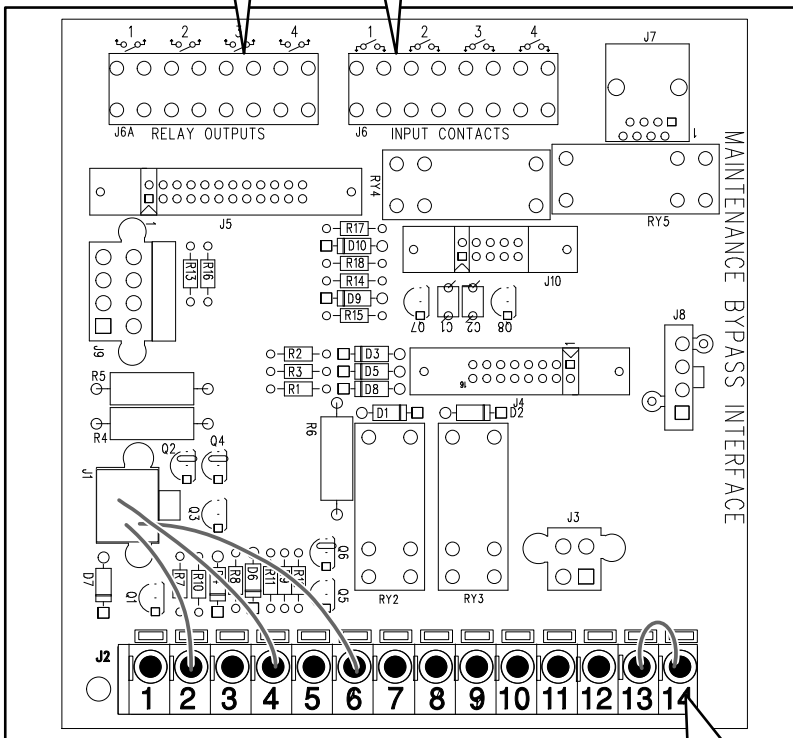 1 2 3 4
1 2 3 4
J6A RELAY OUTPUTS
J6 INPUT CONTACTS
J7
1
RY4
RY5
MAINTENANCE BYPASS INTERFACE
J5
1
R17
D10
R18
R14
D9
R15
R13
R16
J10
Q7
C1
C2
Q8
J8
J9
R2
D3
R3
D5
R1
D8
1
16
J4
R5
R4
D1
D2
R6
Q2
Q4
J1
Q3
J3
D7
Q1
R7
R10
R8
D6
R11
R9
Q6
Q5
RY2
RY3
J2
1 2 3 4 5 6 7 8 9 10 11 12 13 14